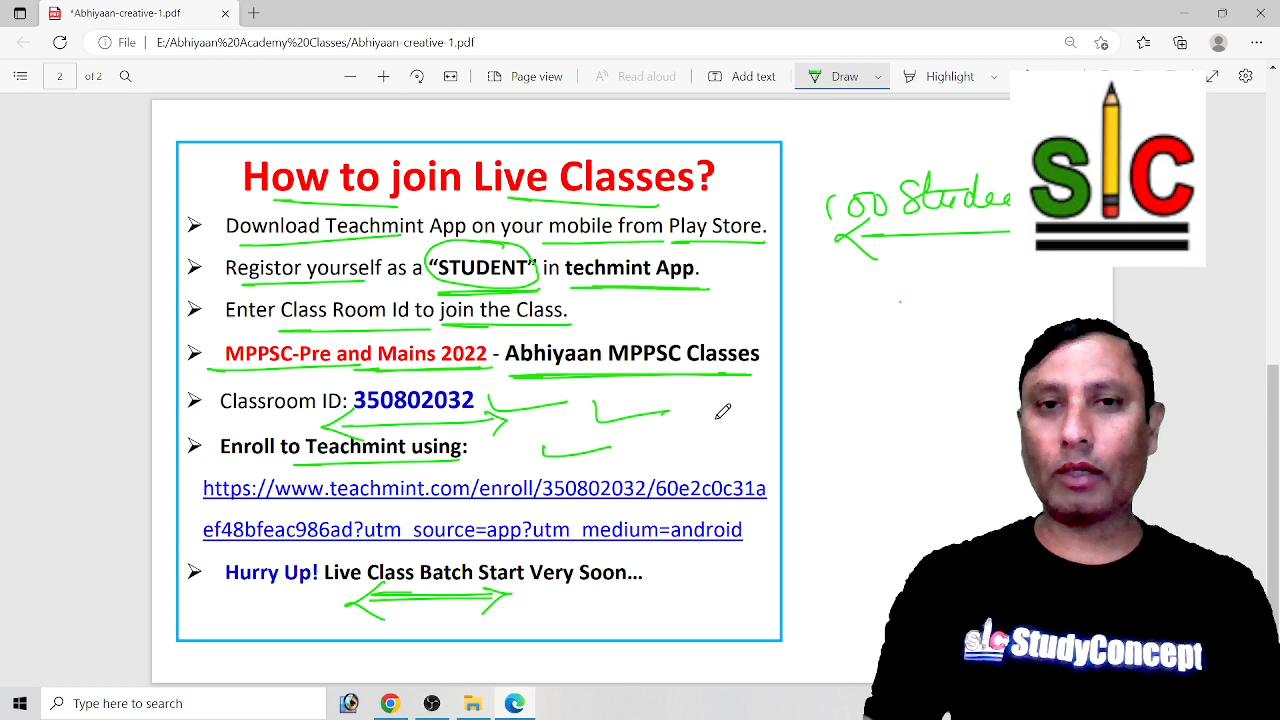 *Abhiyaan-creative-1.pdf
File E:/Abhiyaan%20Academy%20Classes/Abhiyaan-creative-1.pdf
2 of 2
Page view
Read aloud
Add text
Draw
Highlight
How to join Live Classes?
➢ Download Teachmint App on your mobile from Play Store.
➢ Registor yourself as a “STUDENT” in techmint App.
➢ Enter Class Room Id to join the Class.
➢ MPPSC-Pre and Mains 2022 - Abhiyaan MPPSC Classes
➢ Classroom ID: 350802032
➢ Enroll to Teachmint using:
https://www.teachmint.com/enroll/350802032/60e2c0c31a
ef48bfeac986ad?utm_source=app?utm_medium=android
➢ Hurry Up! Live Class Batch Start Very Soon...
100 Studen
SIC
SIC StudyConcept
Type here to search